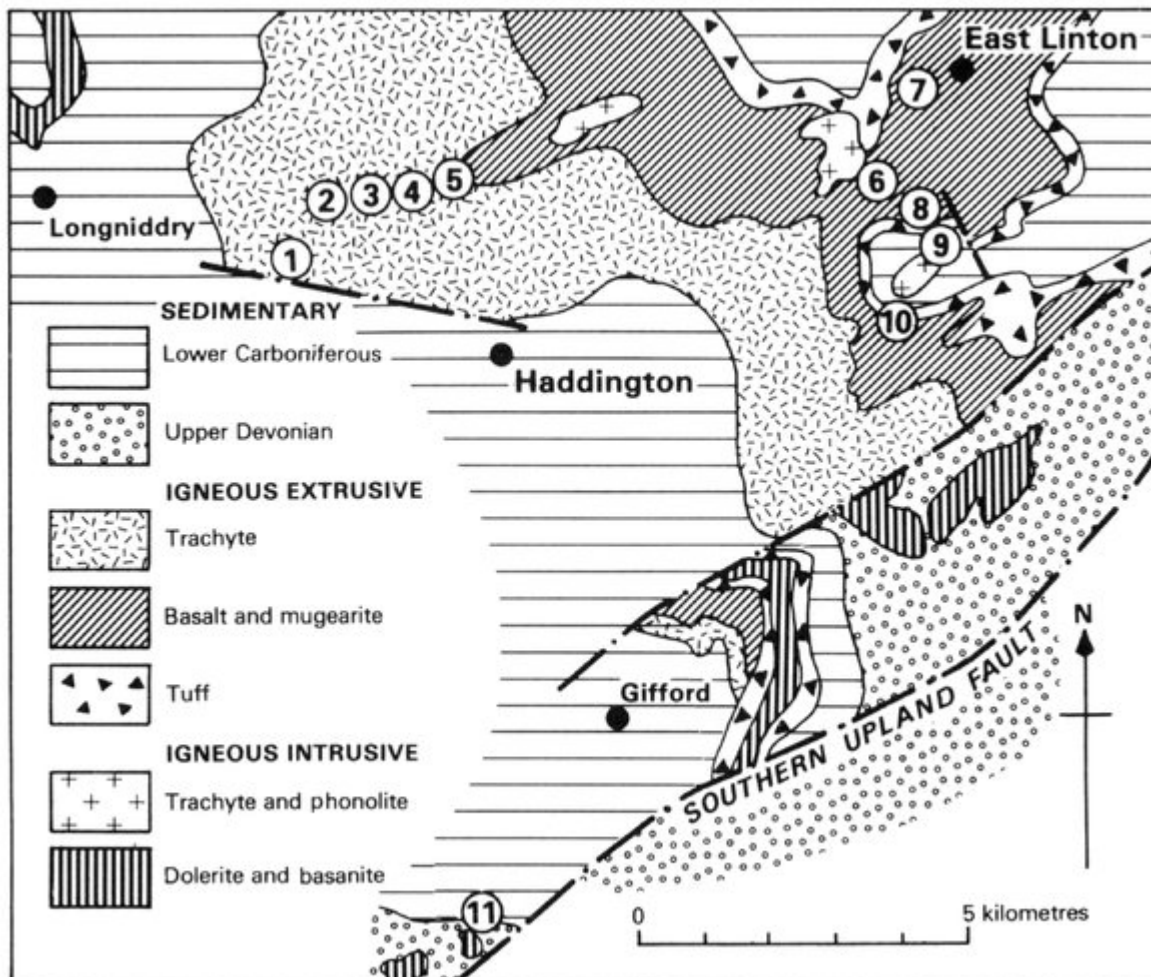 East Linton
7
2
3
4
5
6
8
Longniddry
1
9
10
SEDIMENTARY
Lower Carboniferous
Haddington
Upper Devonian
IGNEOUS EXTRUSIVE
Trachyte
Basalt and mugearite
N
Tuff
Gifford
SOUTHERN UPLAND FAULT
IGNEOUS INTRUSIVE
Trachyte and phonolite
Dolerite and basanite
11
0
5 kilometres